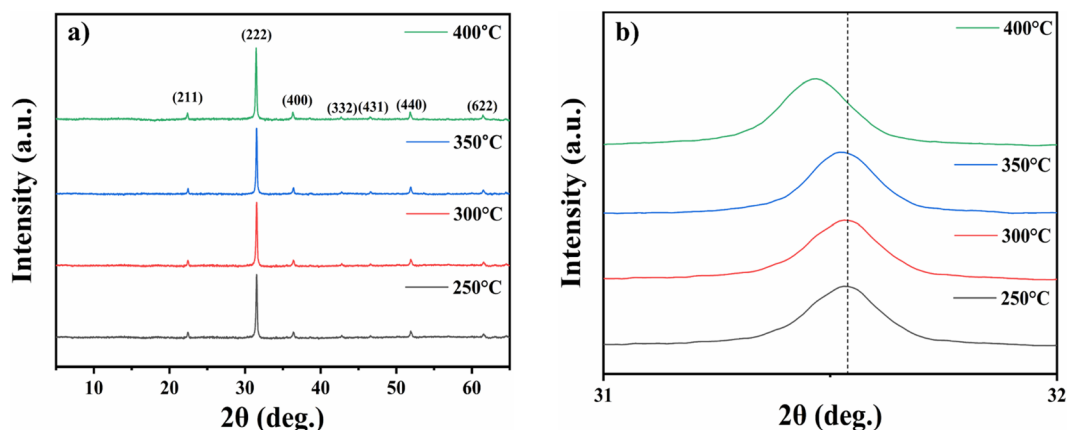 a)
400°C
(222)
(211)
(400)
(332)
(431)
(440)
(622)
350°C
300°C
250°C
Intensity (a.u.)
10
20
30
40
50
60
2θ (deg.)
b)
400°C
350°C
300°C
250°C
Intensity (a.u.)
31
32
2θ (deg.)